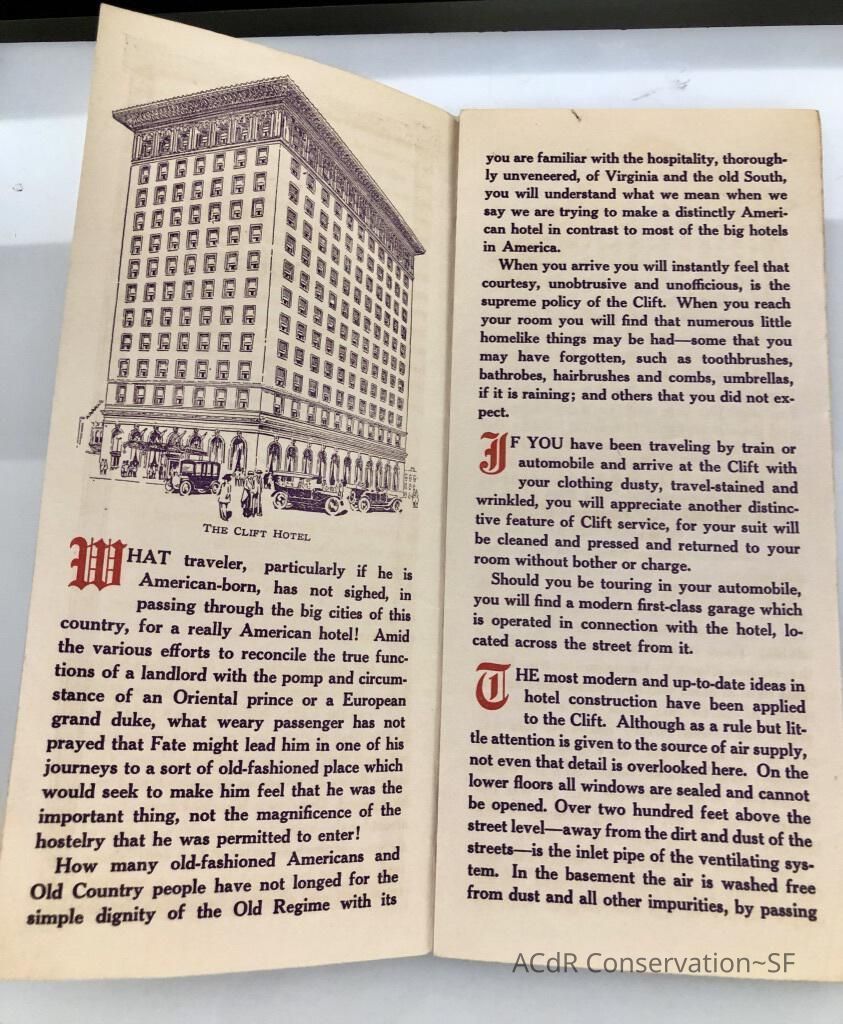 THE CLIFT HOTEL
WHAT traveler, particularly if he is
American-born, has not sighed, in
passing through the big cities of this
country, for a really American hotel! Amid
the various efforts to reconcile the true func-
tions of a landlord with the pomp and circum-
stance of an Oriental prince or a European
grand duke, what weary passenger has not
prayed that Fate might lead him in one of his
journeys to a sort of old-fashioned place which
would seek to make him feel that he was the
important thing, not the magnificence of the
hostelry that he was permitted to enter!
How many old-fashioned Americans and
Old Country people have not longed for the
simple dignity of the Old Regime with its
you are familiar with the hospitality, thorough-
ly unveneered, of Virginia and the old South,
you will understand what we mean when we
say we are trying to make a distinctly Ameri-
can hotel in contrast to most of the big hotels
in America.
When you arrive you will instantly feel that
courtesy, unobtrusive and unofficious, is the
supreme policy of the Clift. When you reach
your room you will find that numerous little
homelike things may be had—some that you
may have forgotten, such as toothbrushes,
bathrobes, hairbrushes and combs, umbrellas,
if it is raining; and others that you did not ex-
pect.
IF YOU have been traveling by train or
automobile and arrive at the Clift with
your clothing dusty, travel-stained and
wrinkled, you will appreciate another distinc-
tive feature of Clift service, for your suit will
be cleaned and pressed and returned to your
room without bother or charge.
Should you be touring in your automobile,
you will find a modern first-class garage which
is operated in connection with the hotel, lo-
cated across the street from it.
THE most modern and up-to-date ideas in
hotel construction have been applied
to the Clift. Although as a rule but lit-
tle attention is given to the source of air supply,
not even that detail is overlooked here. On the
lower floors all windows are sealed and cannot
be opened. Over two hundred feet above the
street level—away from the dirt and dust of the
streets—is the inlet pipe of the ventilating sys-
tem. In the basement the air is washed free
from dust and all other impurities, by passing
ACdR Conservation~SF